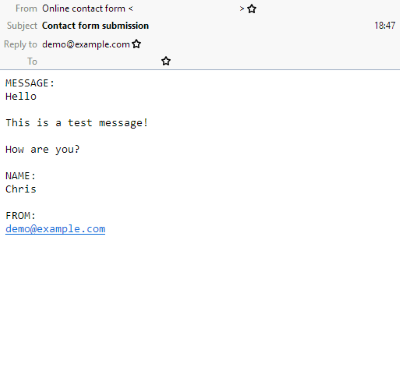 From Online contact form < >
Subject Contact form submission 18:47
Reply to demo@example.com
To
MESSAGE:
Hello
This is a test message!
How are you?
NAME:
Chris
FROM:
demo@example.com